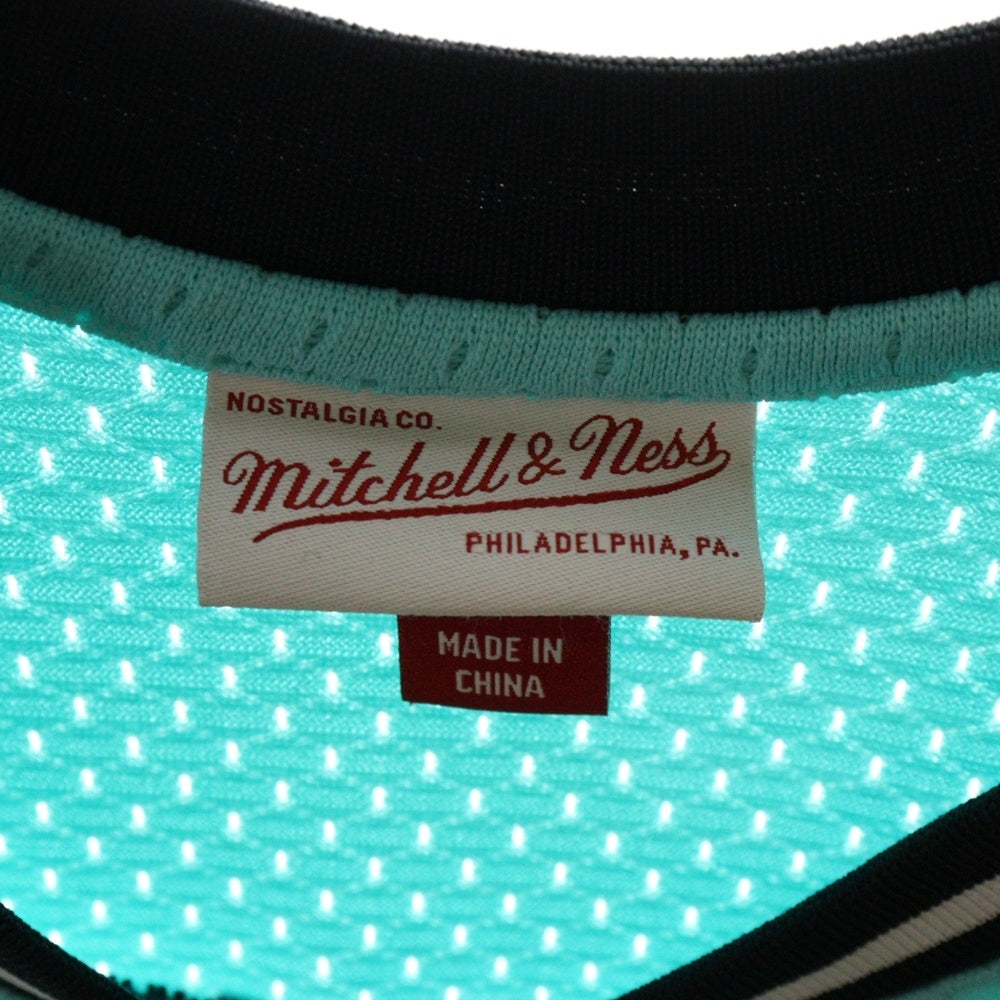 NOSTALGIA CO.
Mitchell & Ness
PHILADELPHIA, PA.
MADE IN
CHINA